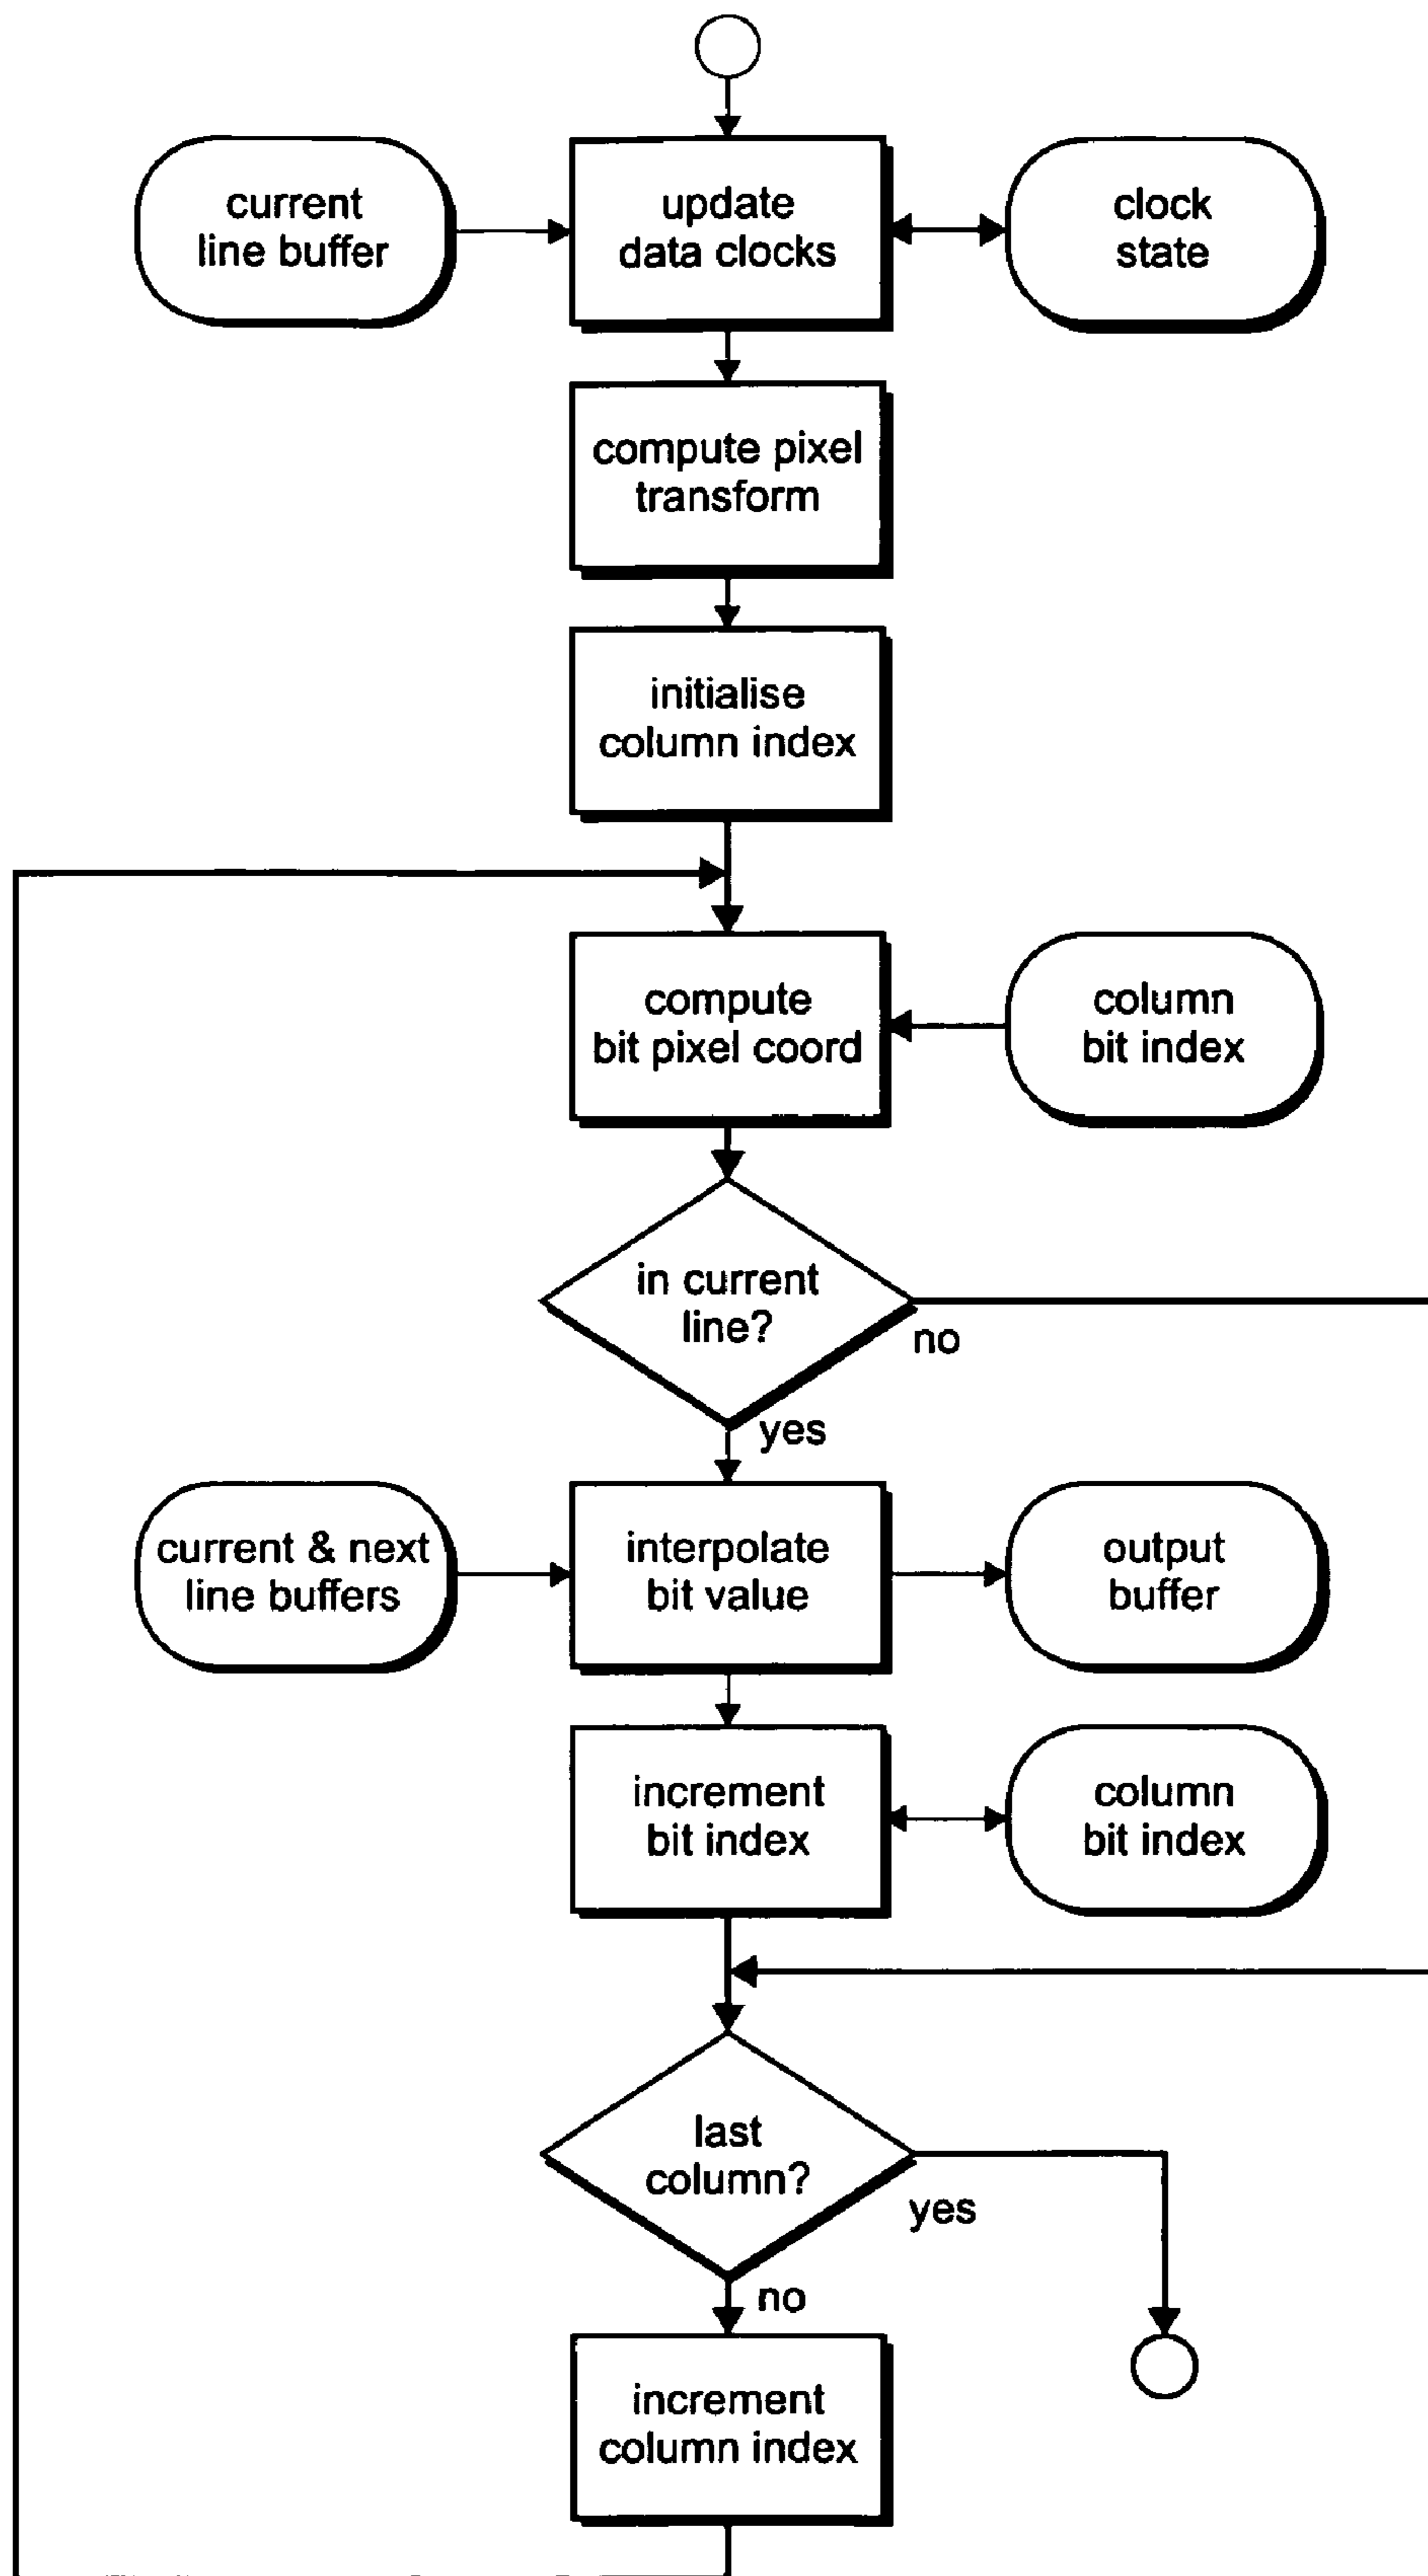 current
line buffer
update
data clocks
clock
state
compute pixel
transform
initialise
column index
compute
bit pixel coord
column
bit index
in current
line?
no
yes
current & next
line buffers
interpolate
bit value
output
buffer
increment
bit index
column
bit index
last
column?
yes
no
increment
column index